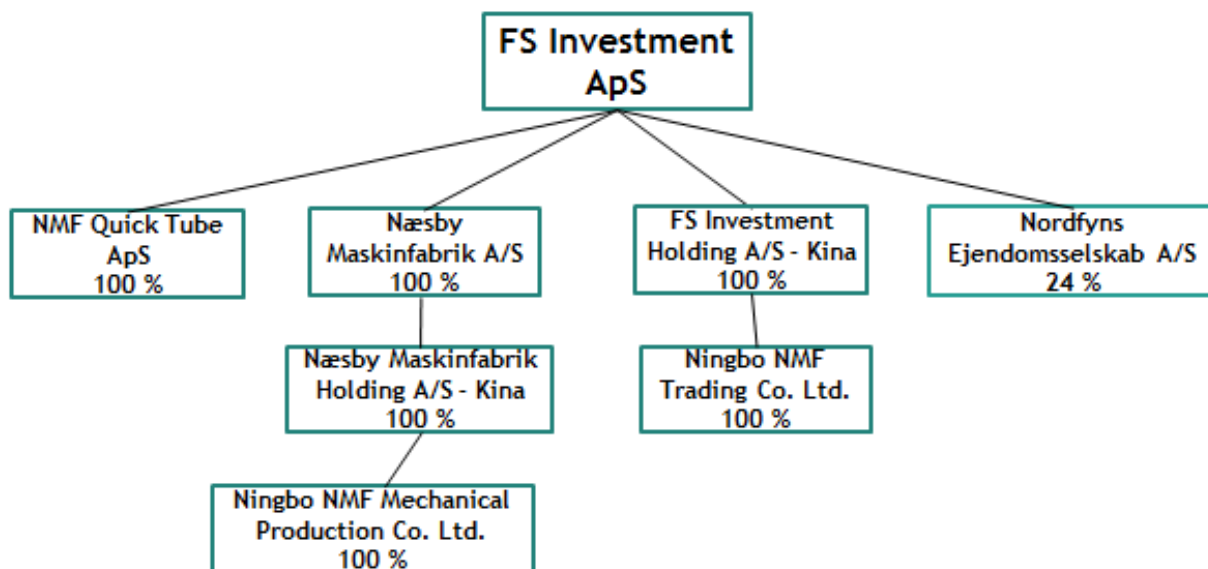 FS Investment
ApS
NMF Quick Tube
ApS
100 %
Næsby
Maskinfabrik A/S
100 %
FS Investment
Holding A/S - Kina
100 %
Nordfyns
Ejendomsselskab A/S
24 %
Næsby Maskinfabrik
Holding A/S - Kina
100 %
Ningbo NMF
Trading Co. Ltd.
100 %
Ningbo NMF Mechanical
Production Co. Ltd.
100 %